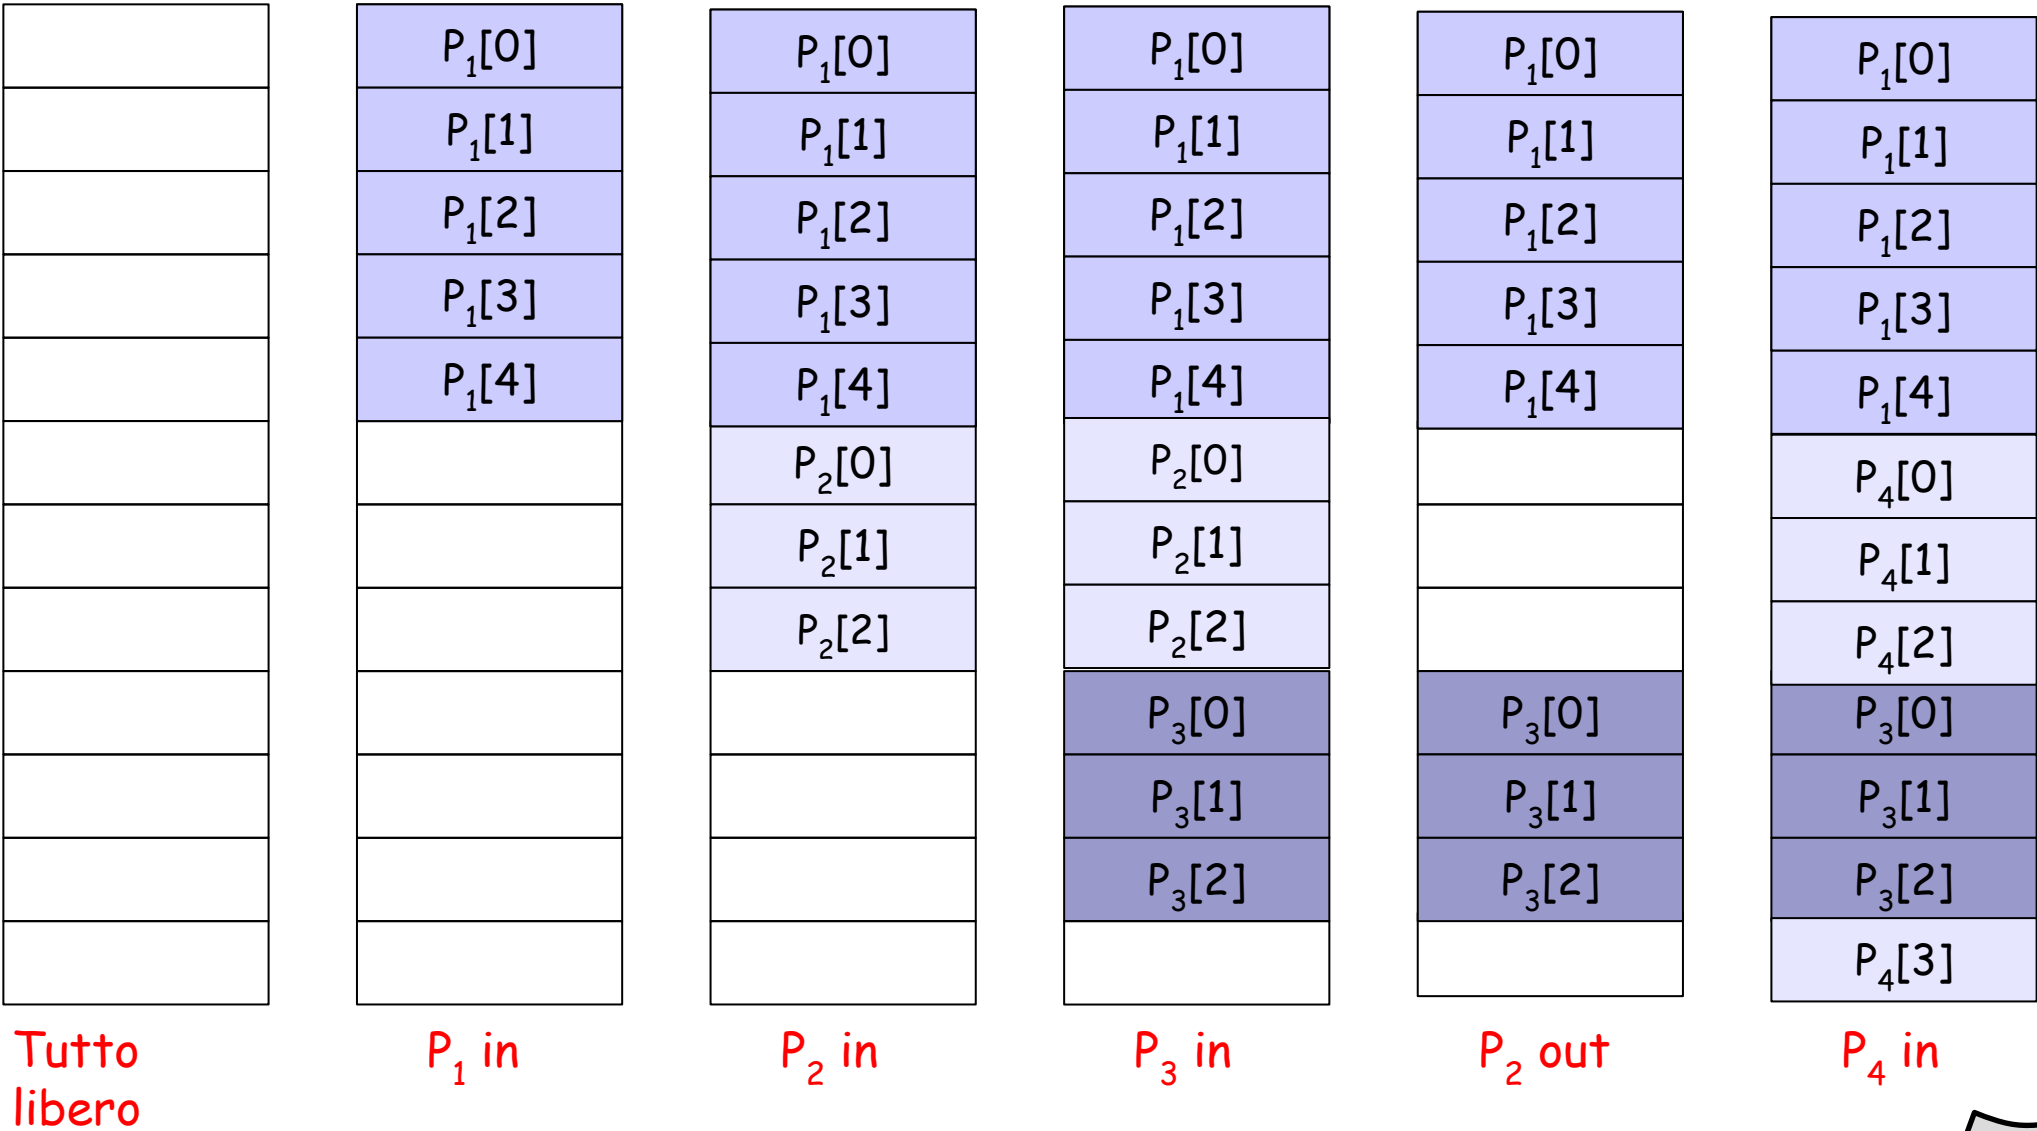 P1[0] P1[0] P1[0] P1[0] P1[0]
P1[1] P1[1] P1[1] P1[1] P1[1]
P1[2] P1[2] P1[2] P1[2] P1[2]
P1[3] P1[3] P1[3] P1[3] P1[3]
P1[4] P1[4] P1[4] P1[4] P1[4]
P2[0] P2[0] P4[0]
P2[1] P2[1] P4[1]
P2[2] P2[2] P4[2]
P3[0] P3[0] P3[0]
P3[1] P3[1] P3[1]
P3[2] P3[2] P3[2]
P4[3]
Tutto P1 in P2 in P3 in P2 out P4 in
libero